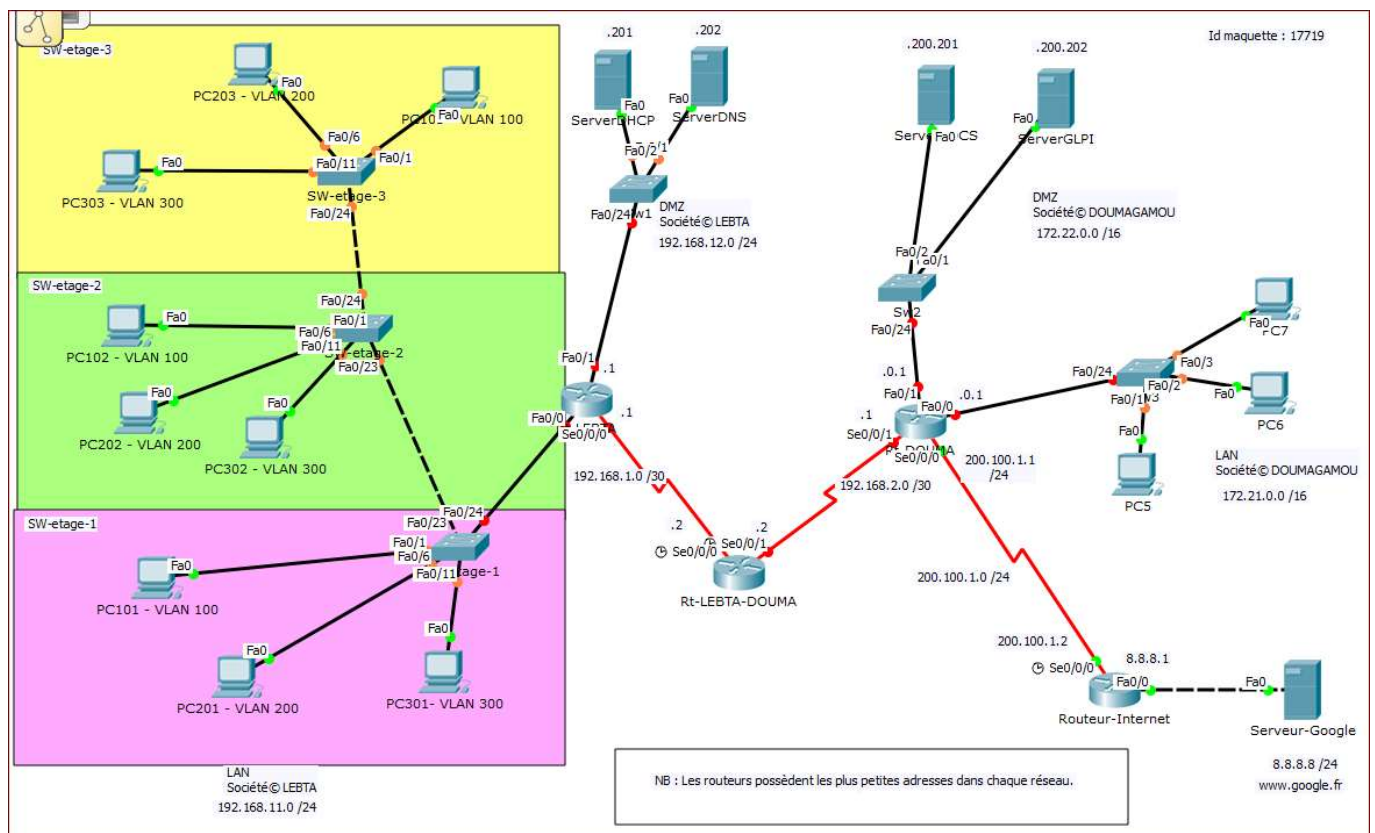 SW-etage-3
PC203 - VLAN 200
Fa0
Fa0
VLAN 100
Fa0/6
Fa0/11
Fa0/1
Fa0
PC303 - VLAN 300
SW-etage-3
Fa0/24
SW-etage-2
Fa0/24
Fa0/1
Fa0/6
Fa0/11
Fa0/23
Fa0
PC102 - VLAN 100
Fa0
PC202 - VLAN 200
Fa0
PC302 - VLAN 300
SW-etage-1
Fa0/24
Fa0/23
Fa0/1
Fa0/6
Fa0/11
Fa0
PC101 - VLAN 100
Fa0
PC201 - VLAN 200
Fa0
PC301- VLAN 300
LAN
Société© LEBTA
192.168.11.0 /24
.201
.202
Fa0
Fa0
ServerDNS
Fa0/2
Fa0/24
DMZ
Société© LEBTA
192.168.12.0 /24
Fa0/1
.1
Fa0/0
.1
Se0/0/0
192.168.1.0 /30
.2
Se0/0/0
.2
Se0/0/1
Rt-LEBTA-DOUMA
192.168.2.0 /30
.200.201
.200.202
Id maquette : 17719
Fa0
Fa0
ServerGLPI
DMZ
Société© DOUMAGAMOU
172.22.0.0 /16
Fa0/2
Fa0/1
Sw2
Fa0/24
.0.1
Fa0/1
Fa0/0
.0.1
.1
Se0/0/1
Se0/0/0
200.100.1.1
/24
Fa0/24
Fa0/3
Fa0/2
Fa0/1
Fa0
PC7
Fa0
PC6
Fa0
PC5
LAN
Société© DOUMAGAMOU
172.21.0.0 /16
200.100.1.0 /24
200.100.1.2
8.8.8.1
Se0/0/0
Fa0/0
Fa0
Routeur-Internet
Serveur-Google
8.8.8.8 /24
www.google.fr
NB : Les routeurs possèdent les plus petites adresses dans chaque réseau.